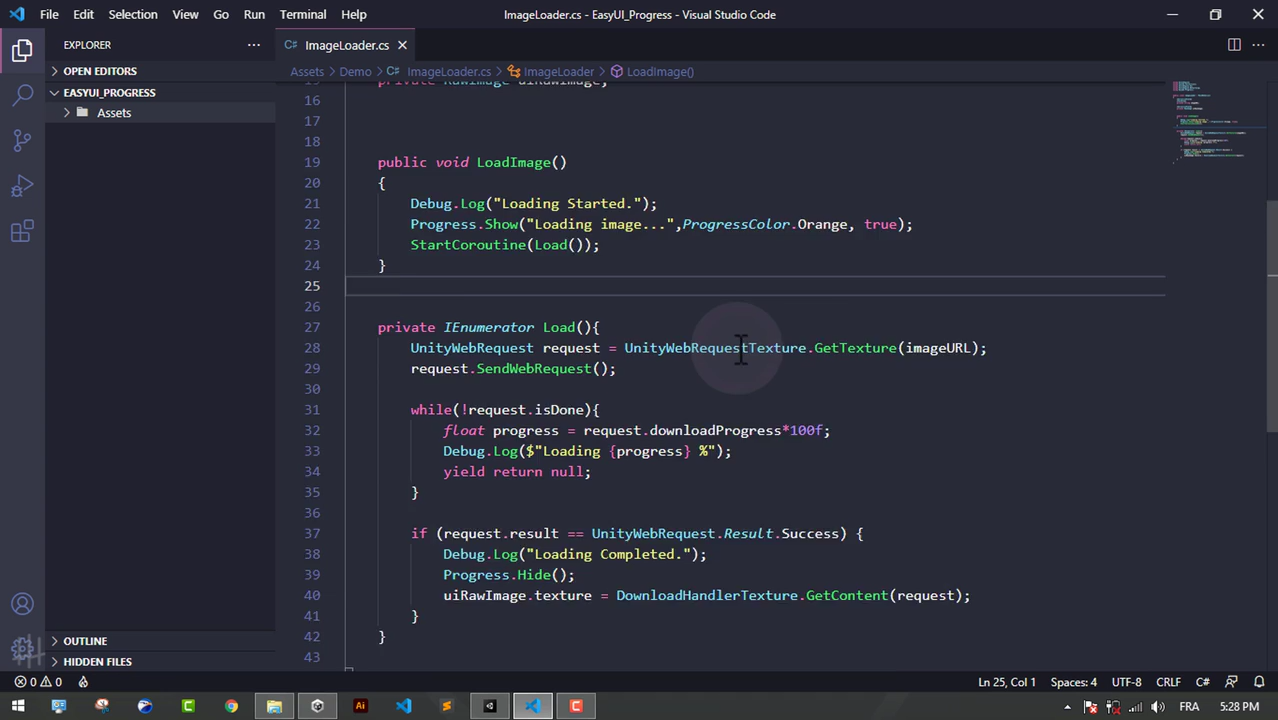 File Edit Selection View Go Run Terminal Help
ImageLoader.cs - EasyUI_Progress - Visual Studio Code
EXPLORER
OPEN EDITORS
EASYUI_PROGRESS
Assets
OUTLINE
HIDDEN FILES
ImageLoader.cs
Assets > Demo > ImageLoader.cs > ImageLoader > LoadImage()
15 private RawImage uiRawImage;
16
17
18
19 public void LoadImage()
20 {
21 Debug.Log("Loading Started.");
22 Progress.Show("Loading image...",ProgressColor.Orange, true);
23 StartCoroutine(Load());
24 }
25
26
27 private IEnumerator Load(){
28 UnityWebRequest request = UnityWebRequestTexture.GetTexture(imageURL);
29 request.SendWebRequest();
30
31 while(!request.isDone){
32 float progress = request.downloadProgress*100f;
33 Debug.Log($"Loading {progress} %");
34 yield return null;
35 }
36
37 if (request.result == UnityWebRequest.Result.Success) {
38 Debug.Log("Loading Completed.");
39 Progress.Hide();
40 uiRawImage.texture = DownloadHandlerTexture.GetContent(request);
41 }
42 }
43
0 0
Ln 25, Col 1 Spaces: 4 UTF-8 CRLF C#
Ai
FRA 5:28 PM